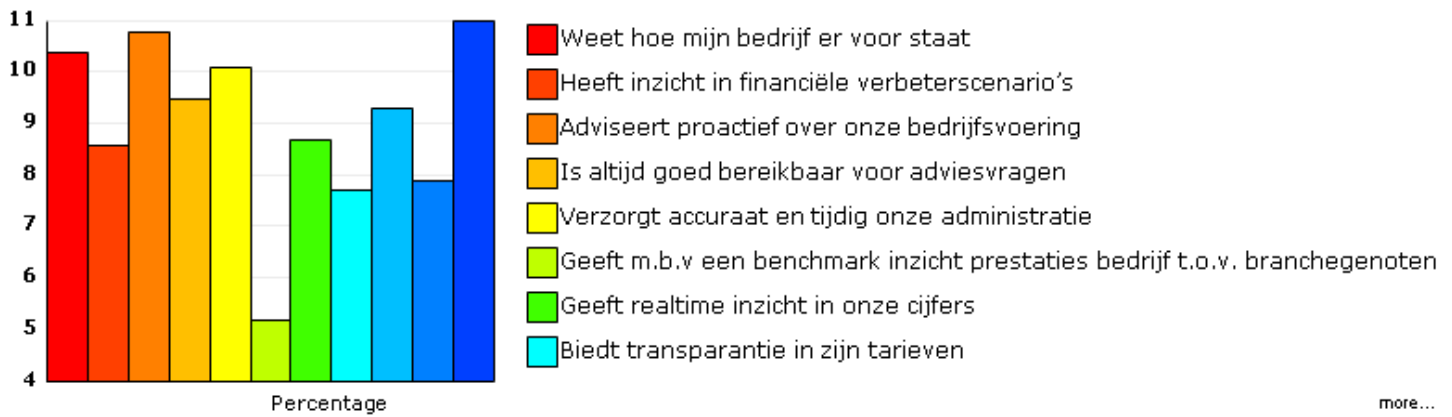 11
10
9
8
7
6
5
4
Percentage
Weet hoe mijn bedrijf er voor staat
Heeft inzicht in financiële verbeterscenario's
Adviseert proactief over onze bedrijfsvoering
Is altijd goed bereikbaar voor adviesvragen
Verzorgt accuraat en tijdig onze administratie
Geeft m.b.v een benchmark inzicht prestaties bedrijf t.o.v. branchegenoten
Geeft realtime inzicht in onze cijfers
Biedt transparantie in zijn tarieven
more...